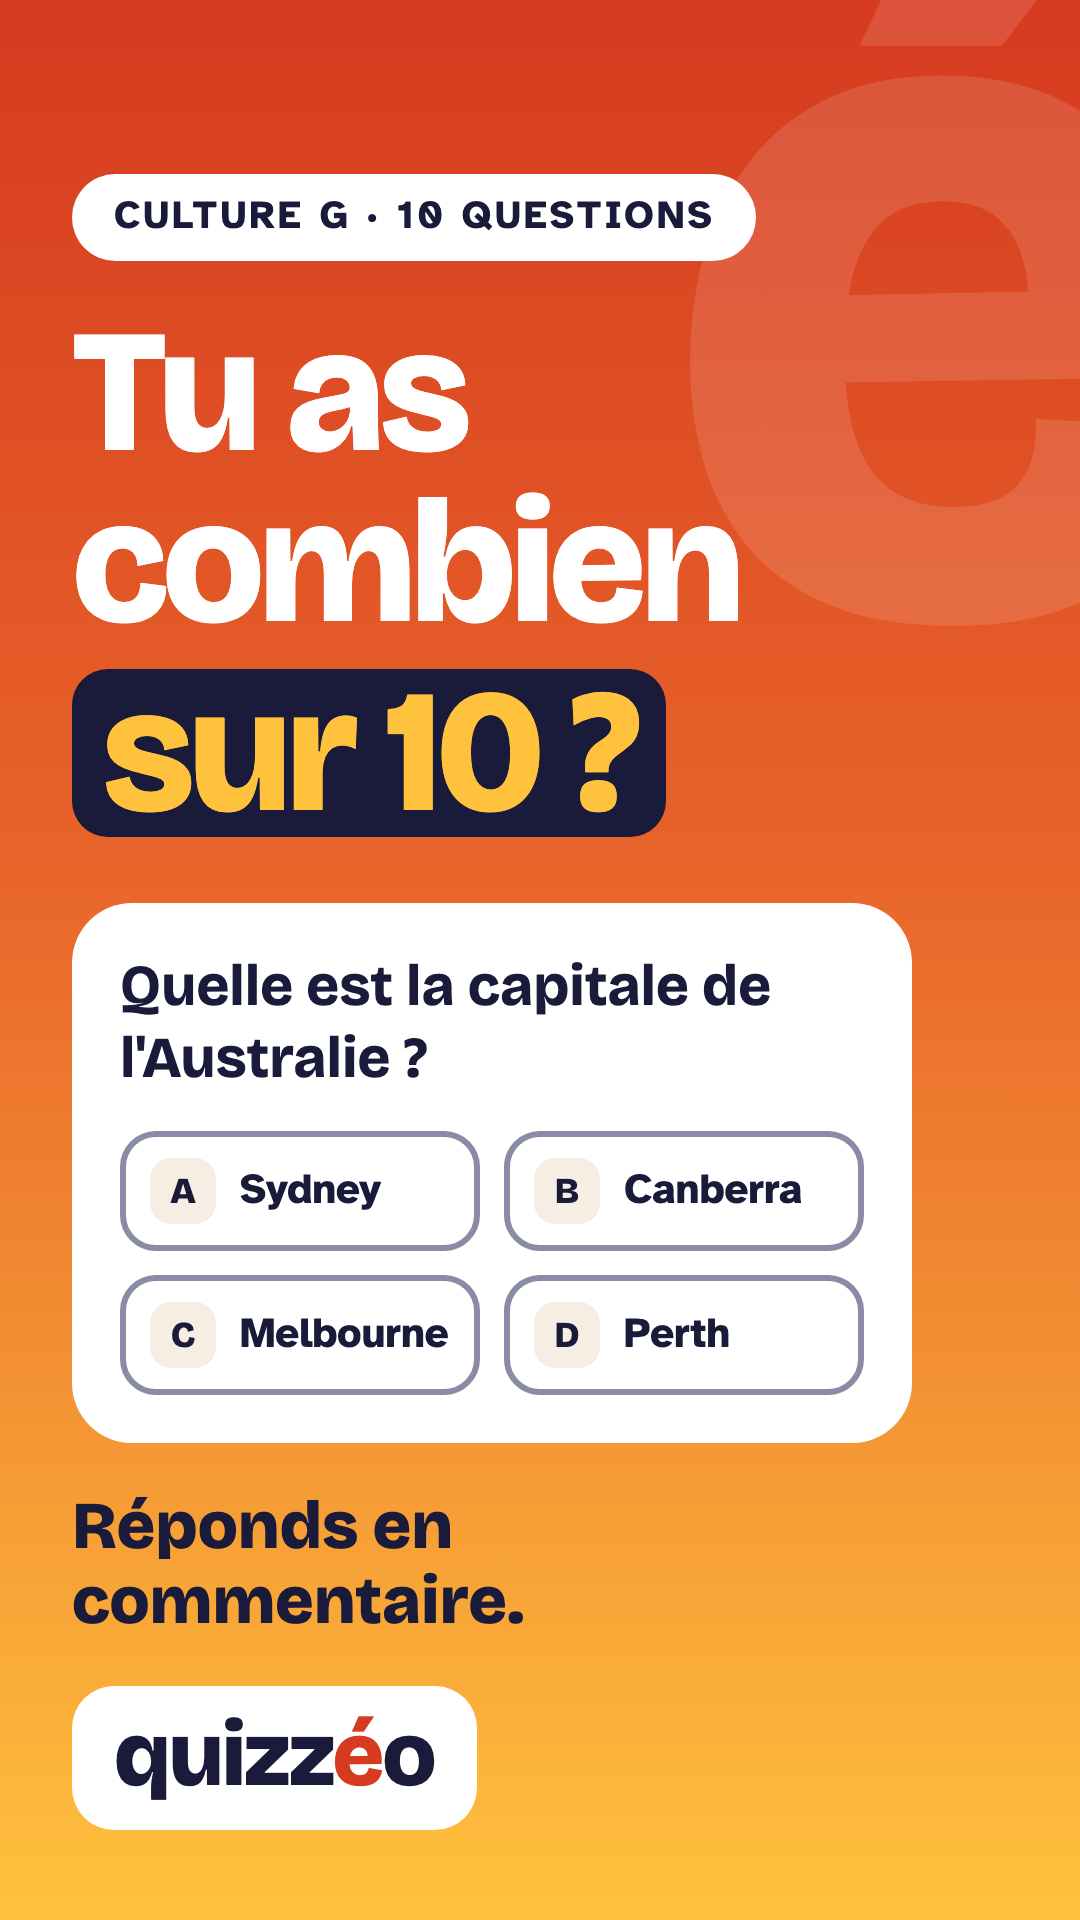 CULTURE G · 10 QUESTIONS
Tu as
combien
sur 10 ?
Quelle est la capitale de
l'Australie ?
A Sydney
B Canberra
C Melbourne
D Perth
Réponds en
commentaire.
quizzéo